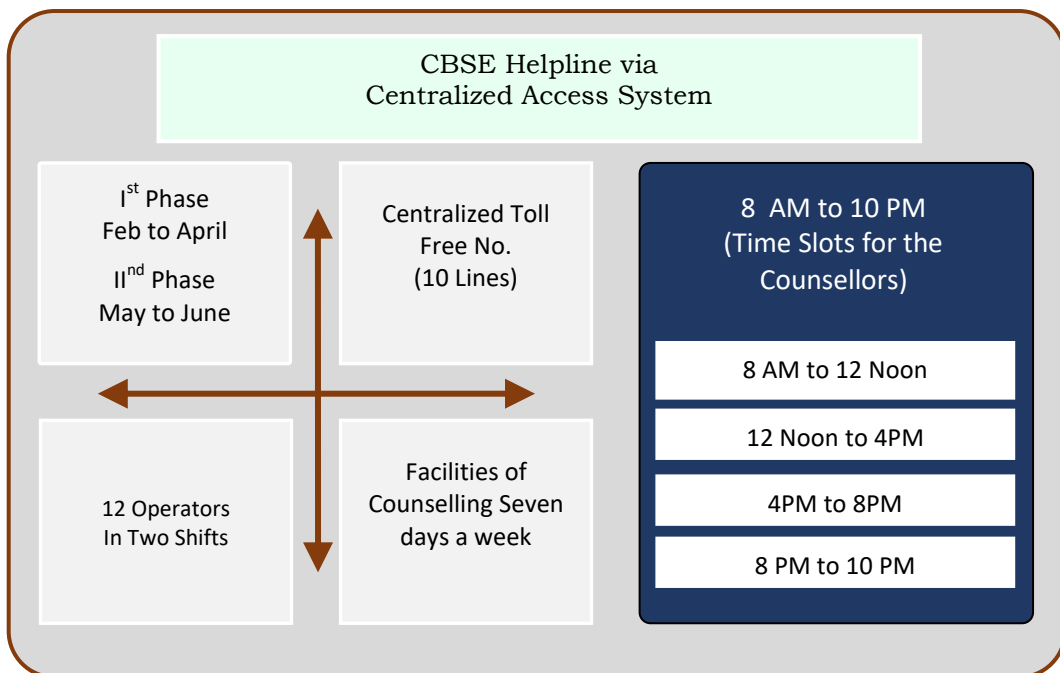 CBSE Helpline via
Centralized Access System
Ist Phase
Feb to April
IInd Phase
May to June
Centralized Toll
Free No.
(10 Lines)
12 Operators
In Two Shifts
Facilities of
Counselling Seven
days a week
8 AM to 10 PM
(Time Slots for the
Counsellors)
8 AM to 12 Noon
12 Noon to 4PM
4PM to 8PM
8 PM to 10 PM